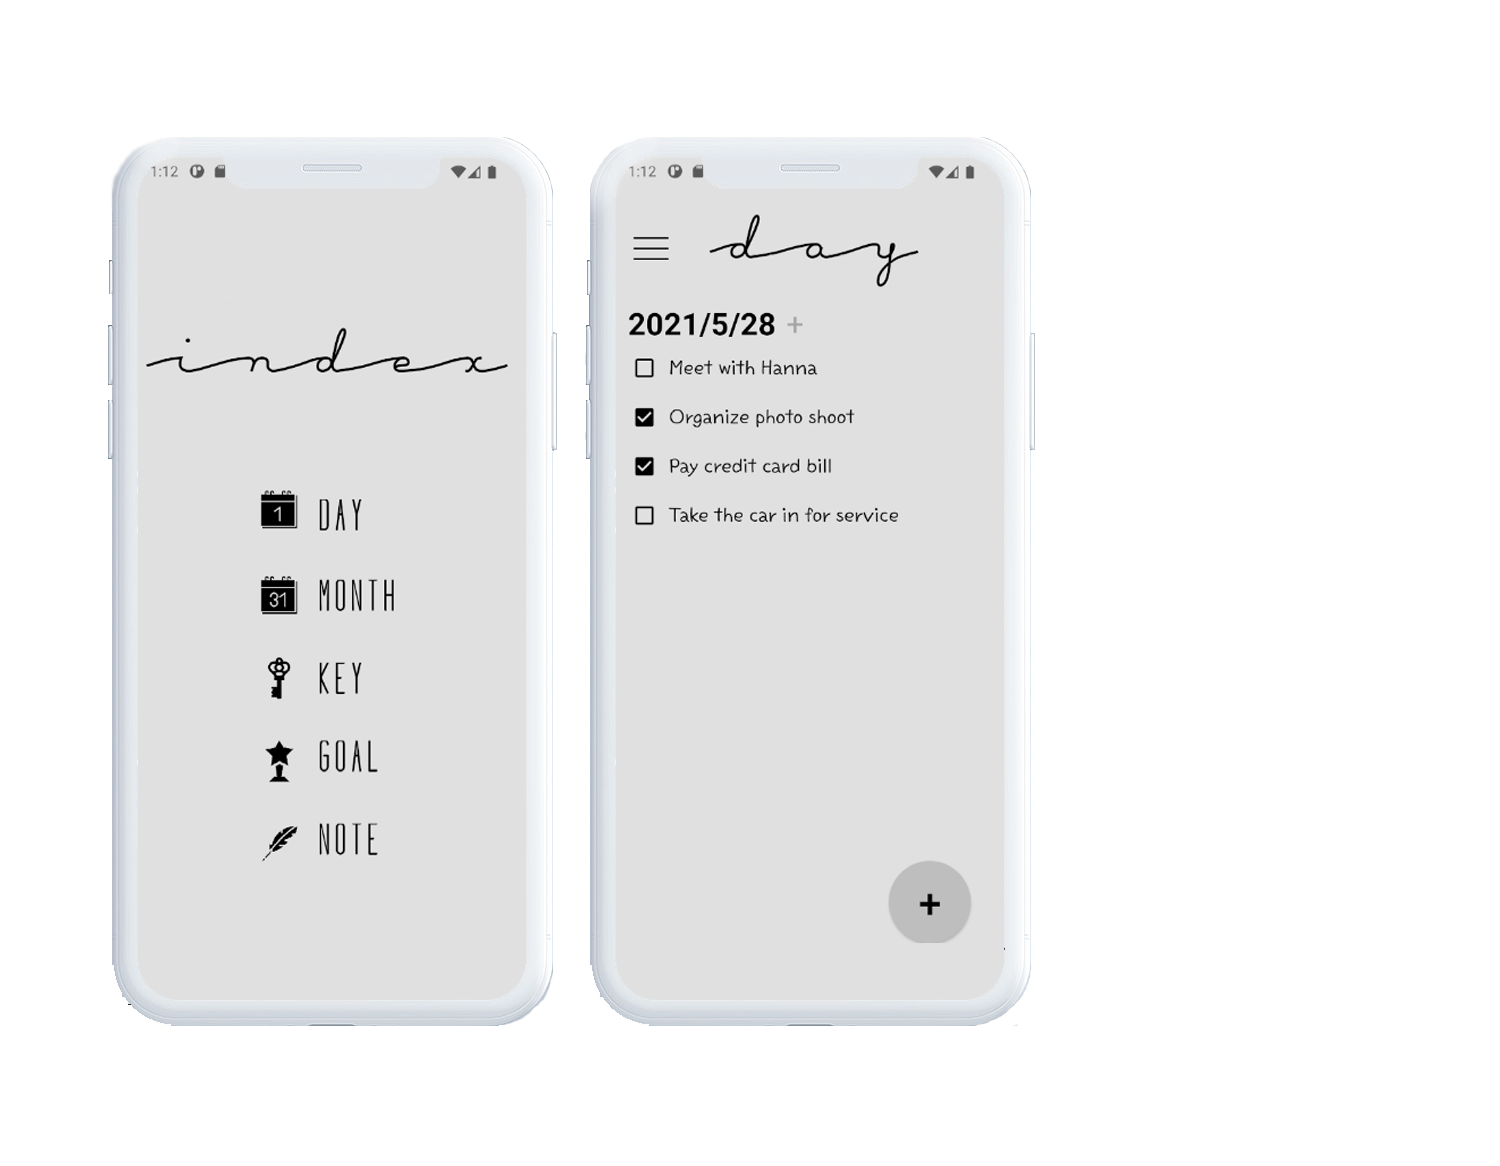 1:12
index
1
DAY
31
MONTH
KEY
GOAL
NOTE
1:12
day
2021/5/28 +
Meet with Hanna
Organize photo shoot
Pay credit card bill
Take the car in for service
+